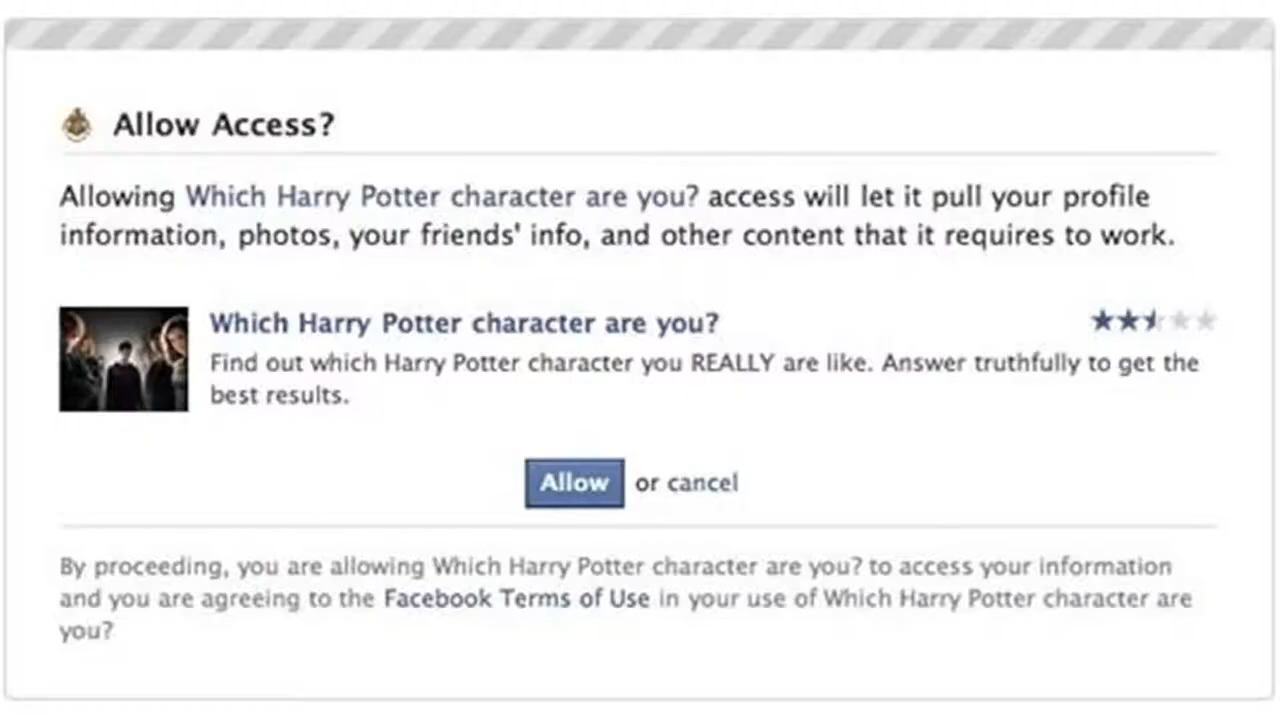 Allow Access?
Allowing Which Harry Potter character are you? access will let it pull your profile
information, photos, your friends' info, and other content that it requires to work.
Which Harry Potter character are you?
Find out which Harry Potter character you REALLY are like. Answer truthfully to get the
best results.
Allow or cancel
By proceeding, you are allowing Which Harry Potter character are you? to access your information
and you are agreeing to the Facebook Terms of Use in your use of Which Harry Potter character are
you?